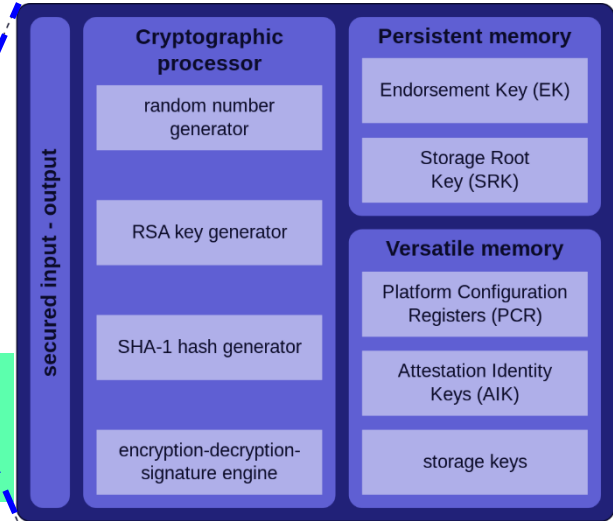 secured input - output
Cryptographic
processor
random number
generator
RSA key generator
SHA-1 hash generator
encryption-decryption-
signature engine
Persistent memory
Endorsement Key (EK)
Storage Root
Key (SRK)
Versatile memory
Platform Configuration
Registers (PCR)
Attestation Identity
Keys (AIK)
storage keys